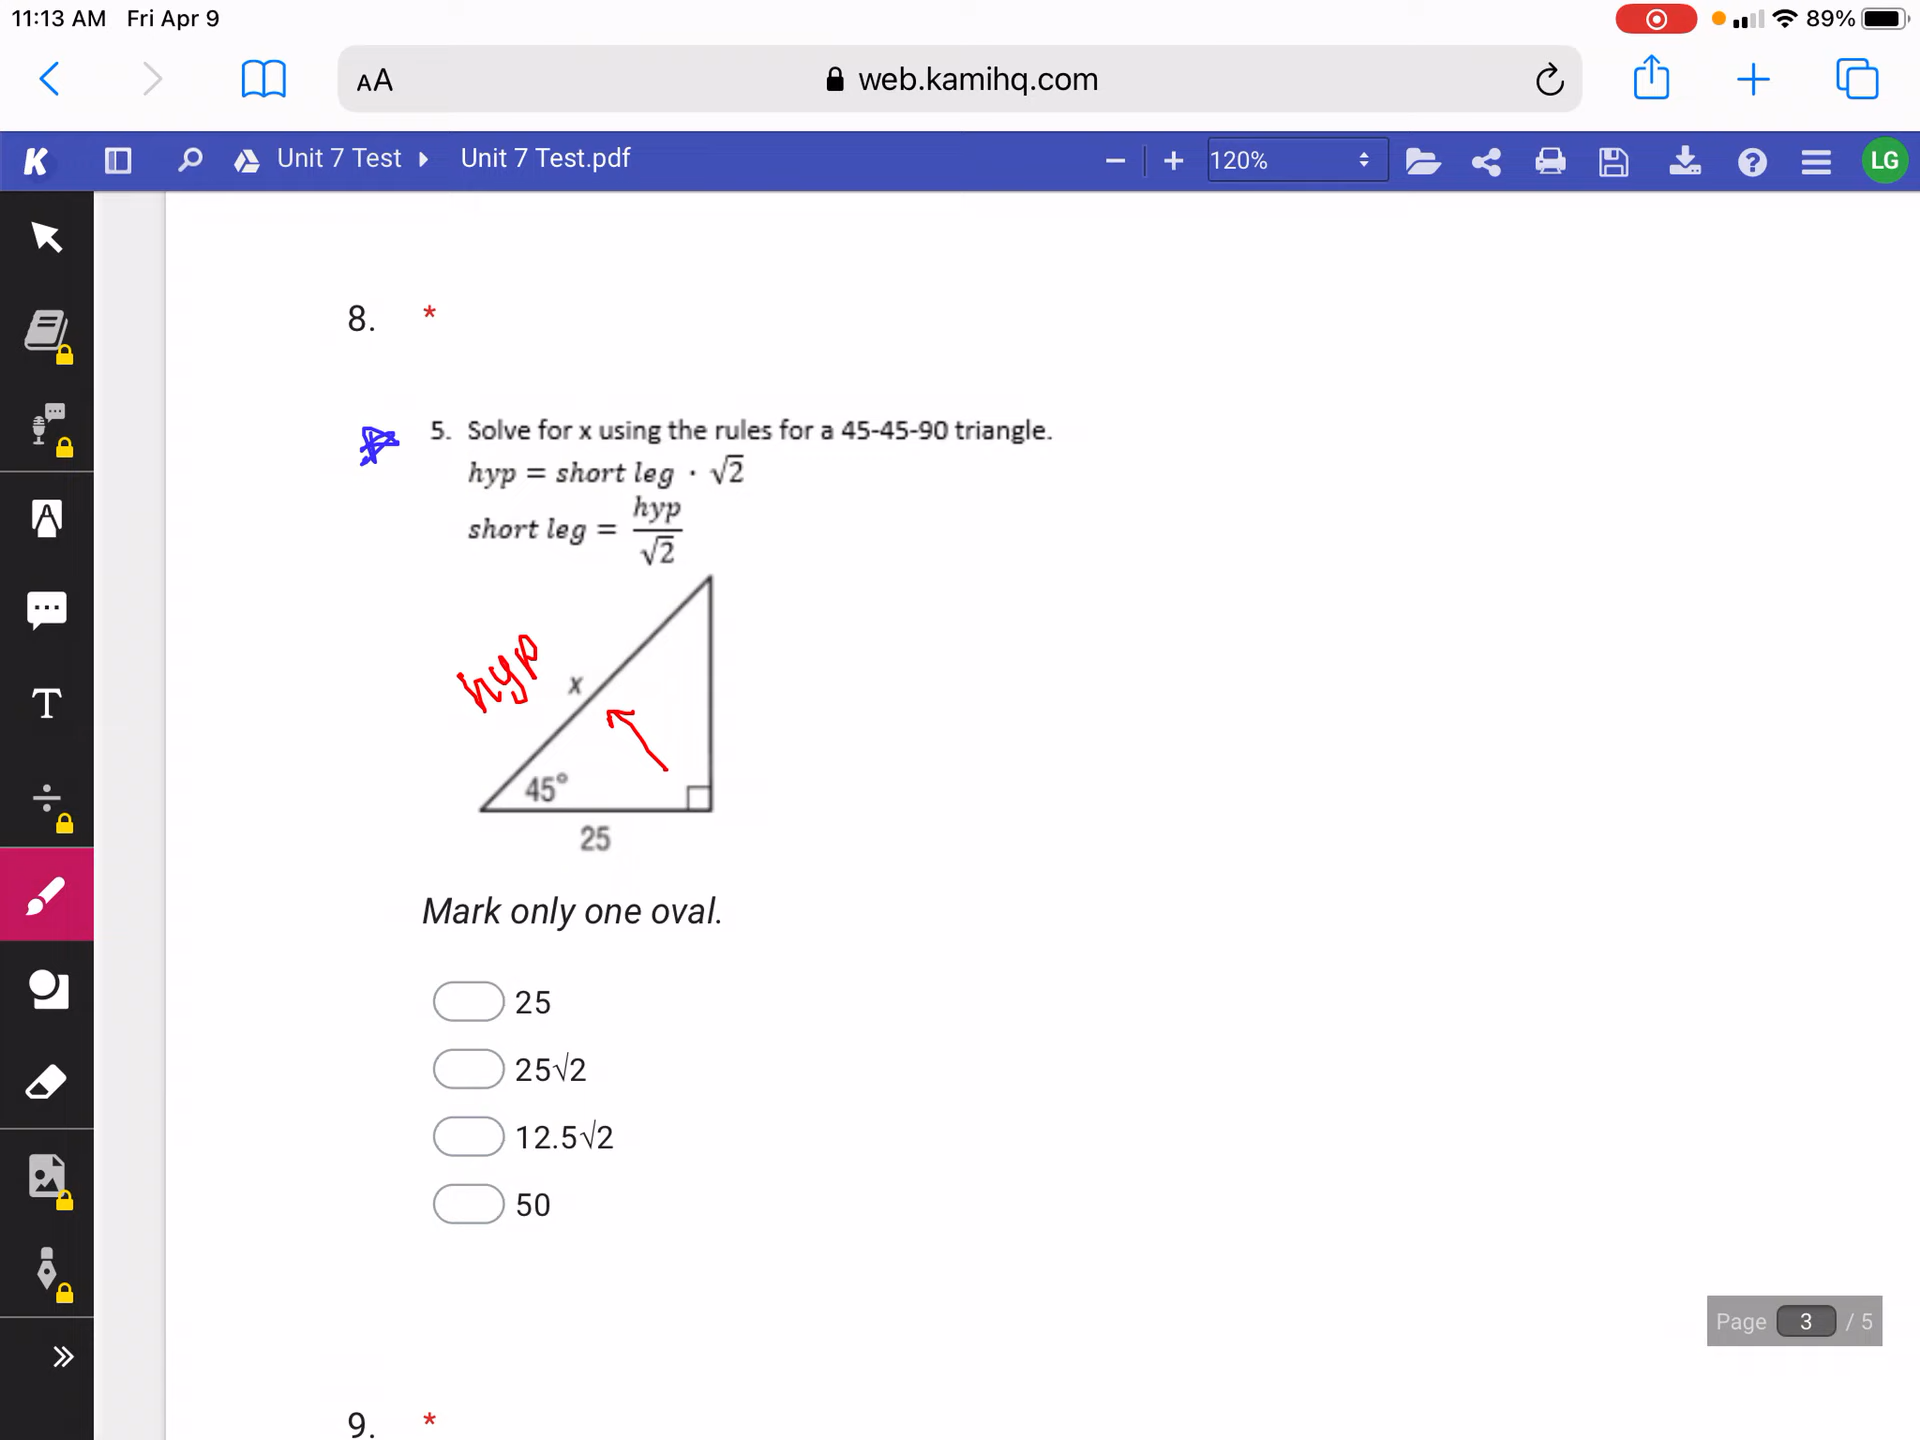 11:13 AM Fri Apr 9
89%
AA
web.kamihq.com
K
Unit 7 Test
Unit 7 Test.pdf
120%
LG
8. *
5. Solve for x using the rules for a 45-45-90 triangle.
hyp = short leg · √2
short leg = hyp/√2
hyp
x
45°
25
Mark only one oval.
25
25√2
12.5√2
50
Page 3 / 5
9. *